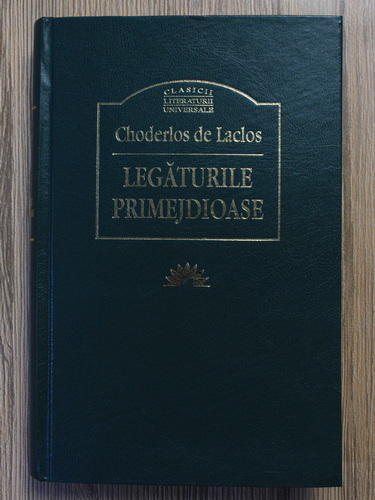 CLASICII
LITERATURII
UNIVERSALE
Choderlos de Laclos
LEGĂTURILE
PRIMEJDIOASE